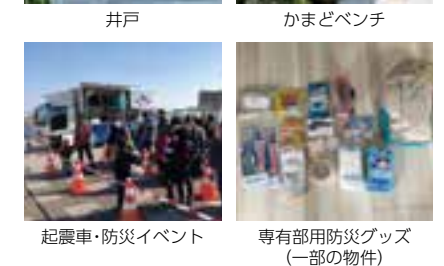 井戸
かまどベンチ
起震車・防災イベント
専有部用防災グッズ
（一部の物件）